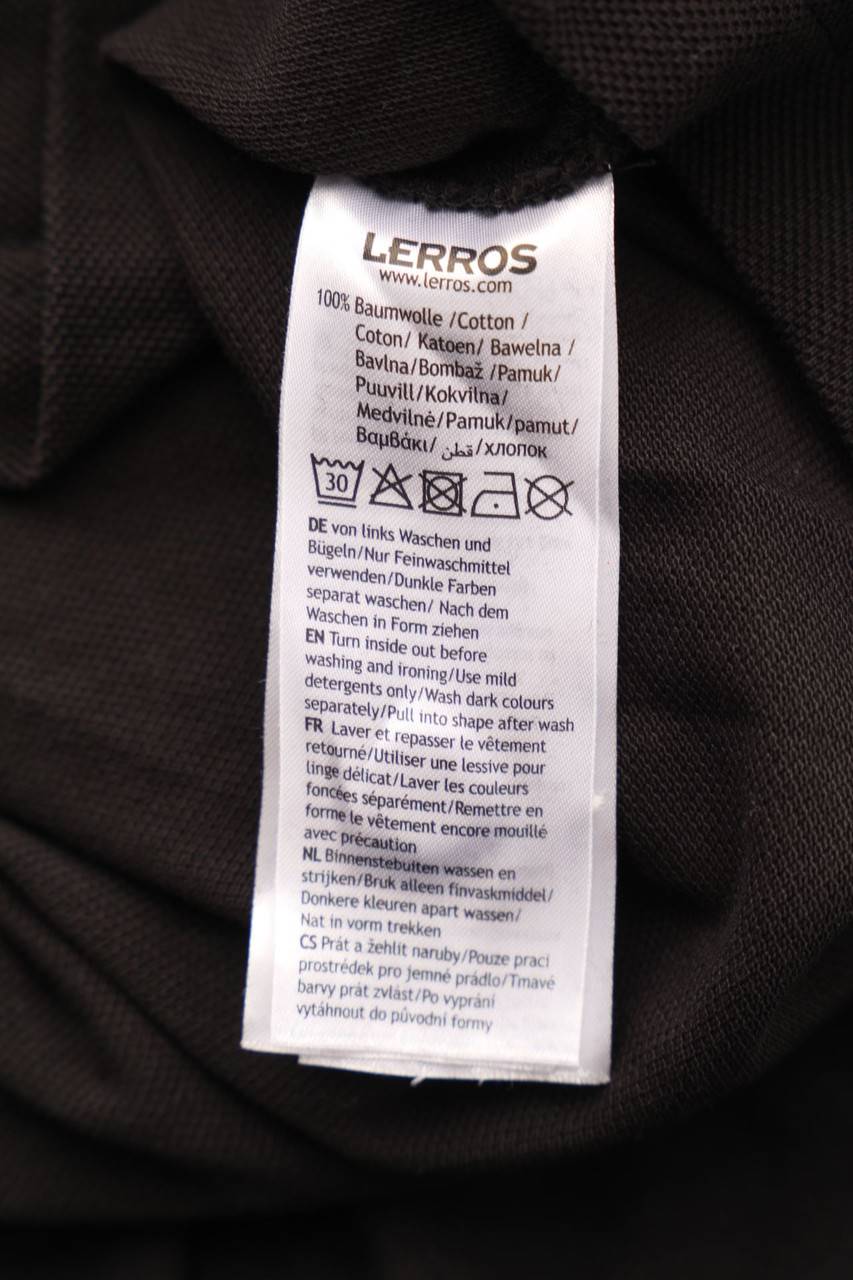 LERROS
www.lerros.com
100% Baumwolle /Cotton /
Coton/ Katoen/ Bawelna /
Bavlna/Bombaž /Pamuk/
Puuvill/Kokvilna/
Medvilnė/Pamuk/pamut/
Βαμβάκι/ قطن/хлопок
30
DE von links Waschen und
Bügeln/Nur Feinwaschmittel
verwenden/Dunkle Farben
separat waschen/ Nach dem
Waschen in Form ziehen
EN Turn inside out before
washing and ironing/Use mild
detergents only/Wash dark colours
separately/Pull into shape after wash
FR Laver et repasser le vêtement
retourné/Utiliser une lessive pour
linge délicat/Laver les couleurs
foncées séparément/Remettre en
forme le vêtement encore mouillé
avec précaution
NL Binnenstebuiten wassen en
strijken/Bruk alleen finvaskmiddel/
Donkere kleuren apart wassen/
Nat in vorm trekken
CS Prát a žehlit naruby/Pouze prací
prostrédek pro jemné prádlo/Tmavé
barvy prát zvlást/Po vyprání
vytáhnout do původní formy